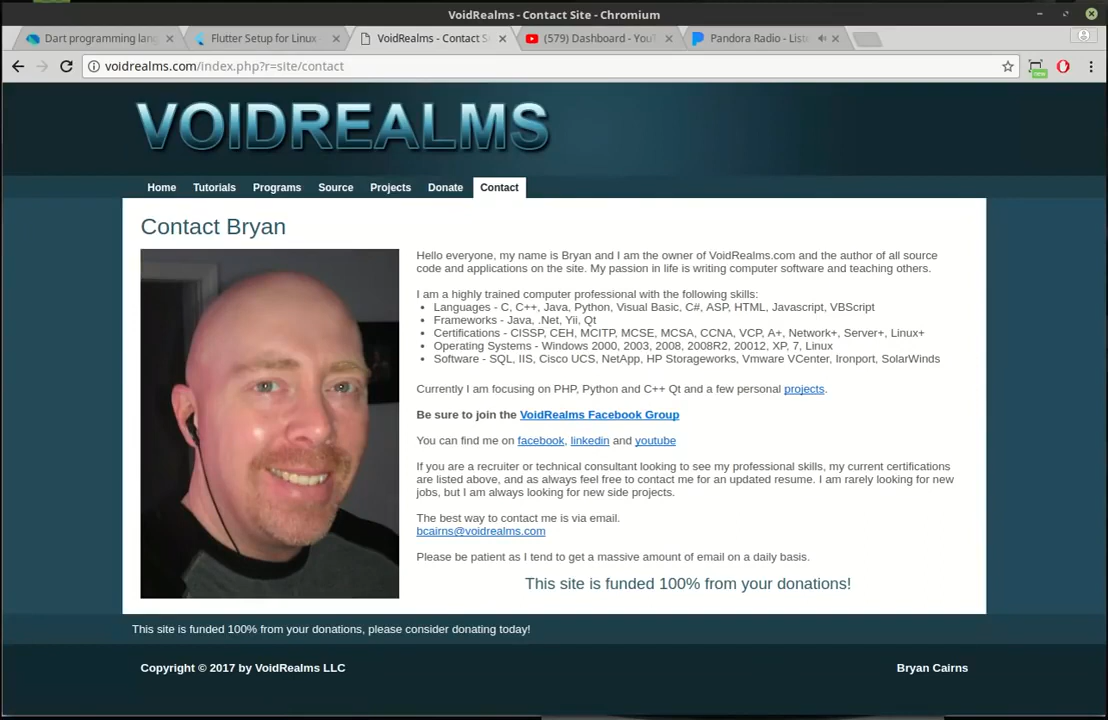 VoidRealms - Contact Site - Chromium
Dart programming lang
Flutter Setup for Linux
VoidRealms - Contact S
(579) Dashboard - YouT
Pandora Radio - Liste
voidrealms.com/index.php?r=site/contact
new
VOIDREALMS
Home Tutorials Programs Source Projects Donate Contact
Contact Bryan
Hello everyone, my name is Bryan and I am the owner of VoidRealms.com and the author of all source
code and applications on the site. My passion in life is writing computer software and teaching others.
I am a highly trained computer professional with the following skills:
• Languages - C, C++, Java, Python, Visual Basic, C#, ASP, HTML, Javascript, VBScript
• Frameworks - Java, .Net, Yii, Qt
• Certifications - CISSP, CEH, MCITP, MCSE, MCSA, CCNA, VCP, A+, Network+, Server+, Linux+
• Operating Systems - Windows 2000, 2003, 2008, 2008R2, 20012, XP, 7, Linux
• Software - SQL, IIS, Cisco UCS, NetApp, HP Storageworks, Vmware VCenter, Ironport, SolarWinds
Currently I am focusing on PHP, Python and C++ Qt and a few personal projects.
Be sure to join the VoidRealms Facebook Group
You can find me on facebook, linkedin and youtube
If you are a recruiter or technical consultant looking to see my professional skills, my current certifications
are listed above, and as always feel free to contact me for an updated resume. I am rarely looking for new
jobs, but I am always looking for new side projects.
The best way to contact me is via email.
bcairns@voidrealms.com
Please be patient as I tend to get a massive amount of email on a daily basis.
This site is funded 100% from your donations!
This site is funded 100% from your donations, please consider donating today!
Copyright © 2017 by VoidRealms LLC
Bryan Cairns